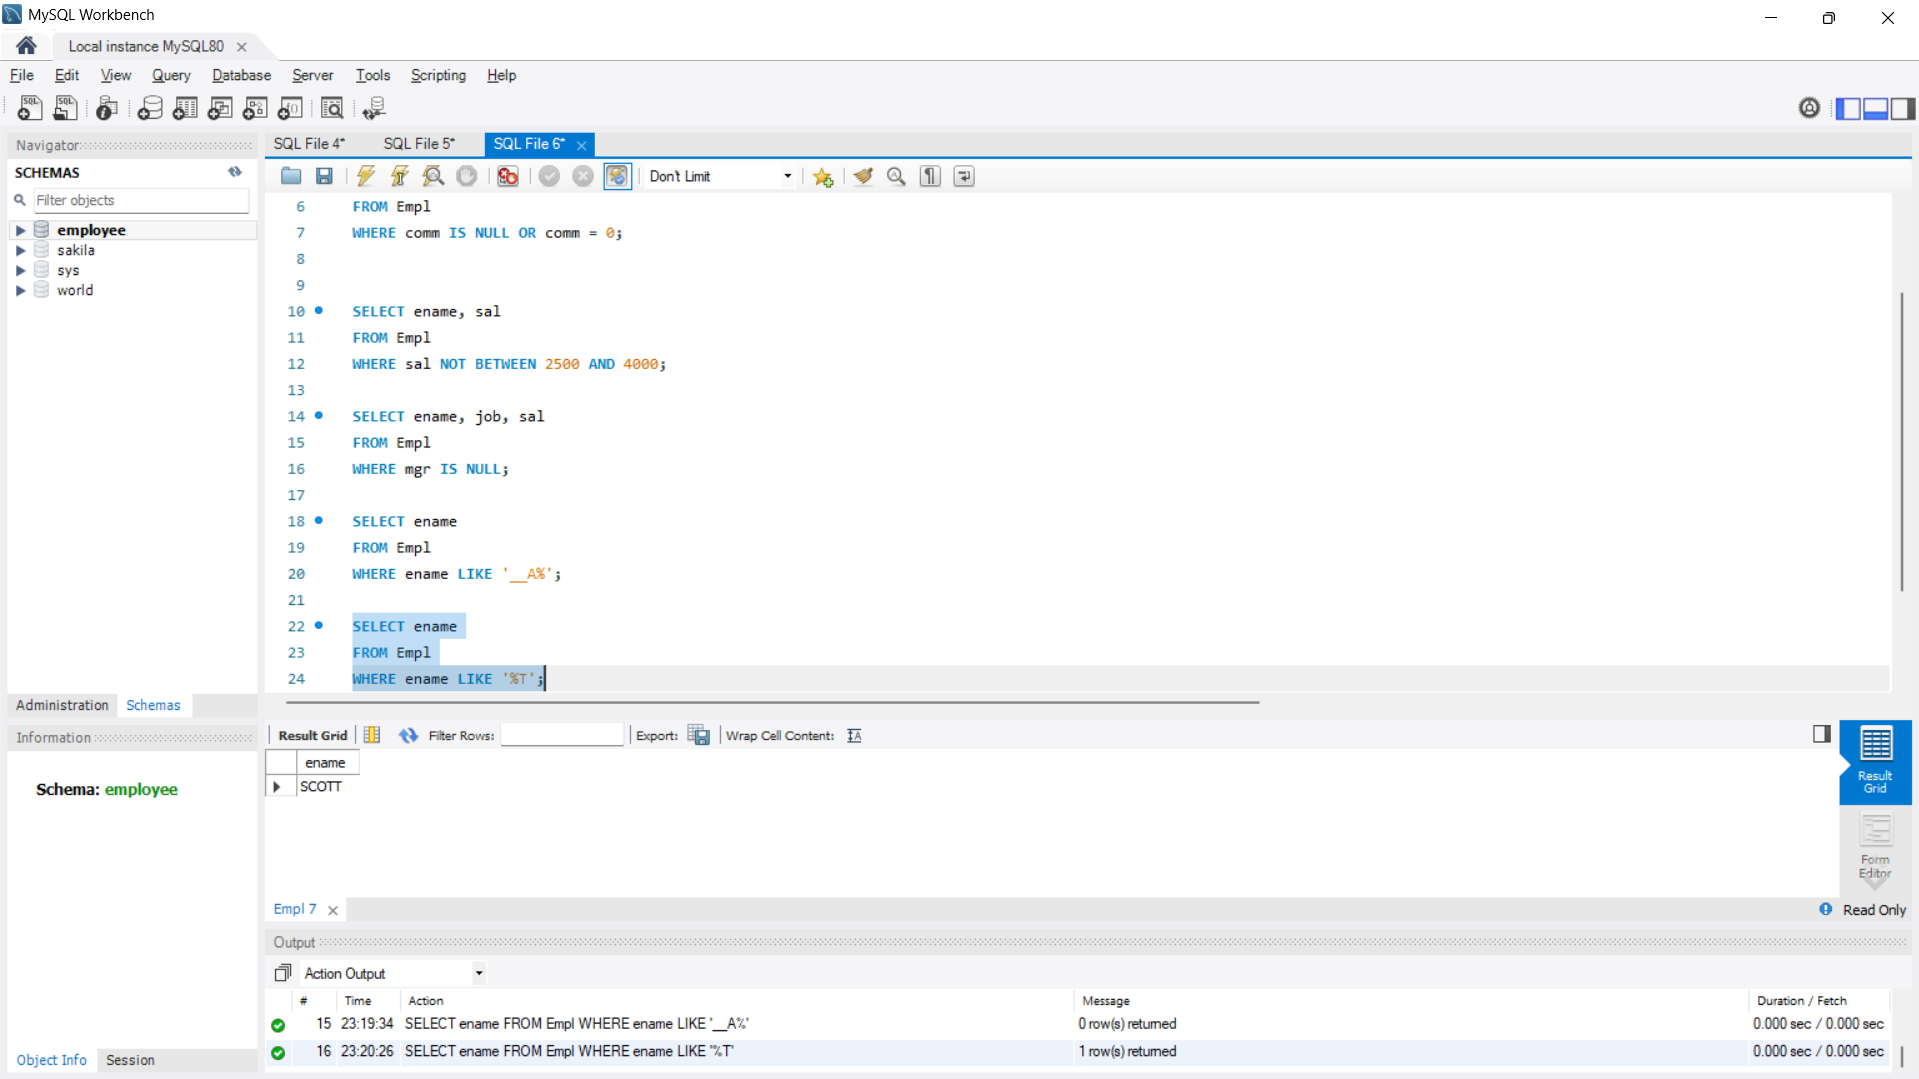 MySQL Workbench
Local instance MySQL80
File Edit View Query Database Server Tools Scripting Help
Navigator
SCHEMAS
Filter objects
employee
sakila
sys
world
Administration Schemas
Information
Schema: employee
Object Info Session
SQL File 4* SQL File 5* SQL File 6*
Don't Limit
6 FROM Empl
7 WHERE comm IS NULL OR comm = 0;
8
9
10 SELECT ename, sal
11 FROM Empl
12 WHERE sal NOT BETWEEN 2500 AND 4000;
13
14 SELECT ename, job, sal
15 FROM Empl
16 WHERE mgr IS NULL;
17
18 SELECT ename
19 FROM Empl
20 WHERE ename LIKE '__A%';
21
22 SELECT ename
23 FROM Empl
24 WHERE ename LIKE '%T';
Result Grid Filter Rows: Export: Wrap Cell Content:
ename
SCOTT
Result
Grid
Form
Editor
Empl 7
Read Only
Output
Action Output
# Time Action Message Duration / Fetch
15 23:19:34 SELECT ename FROM Empl WHERE ename LIKE '__A%' 0 row(s) returned 0.000 sec / 0.000 sec
16 23:20:26 SELECT ename FROM Empl WHERE ename LIKE '%T' 1 row(s) returned 0.000 sec / 0.000 sec